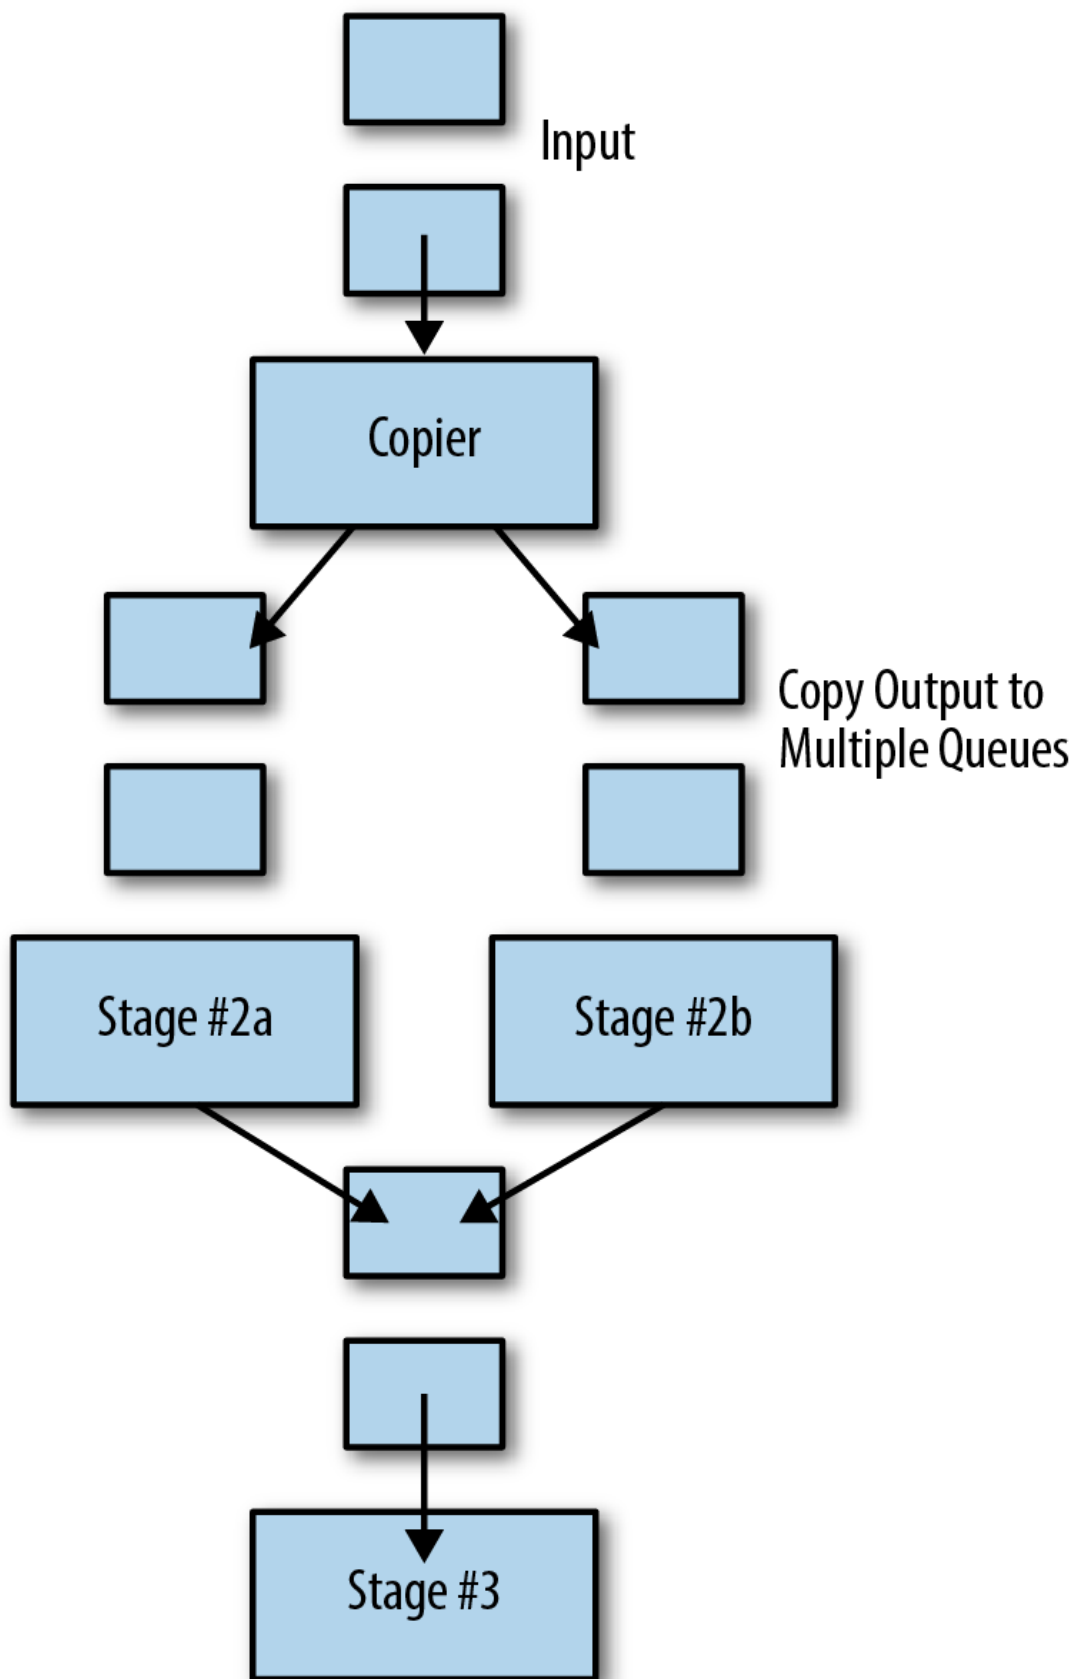 Input
Copier
Copy Output to
Multiple Queues
Stage #2a
Stage #2b
Stage #3